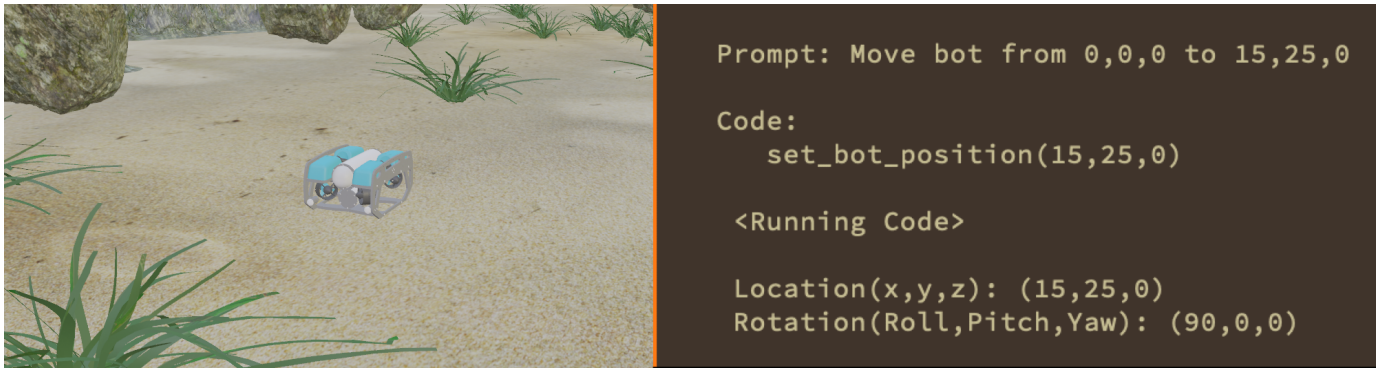 Prompt: Move bot from 0,0,0 to 15,25,0
Code:
set_bot_position(15,25,0)
<Running Code>
Location(x,y,z): (15,25,0)
Rotation(Roll,Pitch,Yaw): (90,0,0)